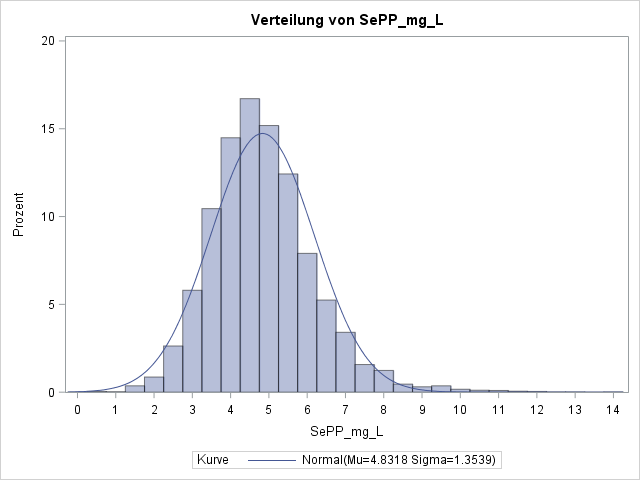 Verteilung von SePP_mg_L
20
15
10
5
0
Prozent
0 1 2 3 4 5 6 7 8 9 10 11 12 13 14
SePP_mg_L
Kurve Normal(Mu=4.8318 Sigma=1.3539)